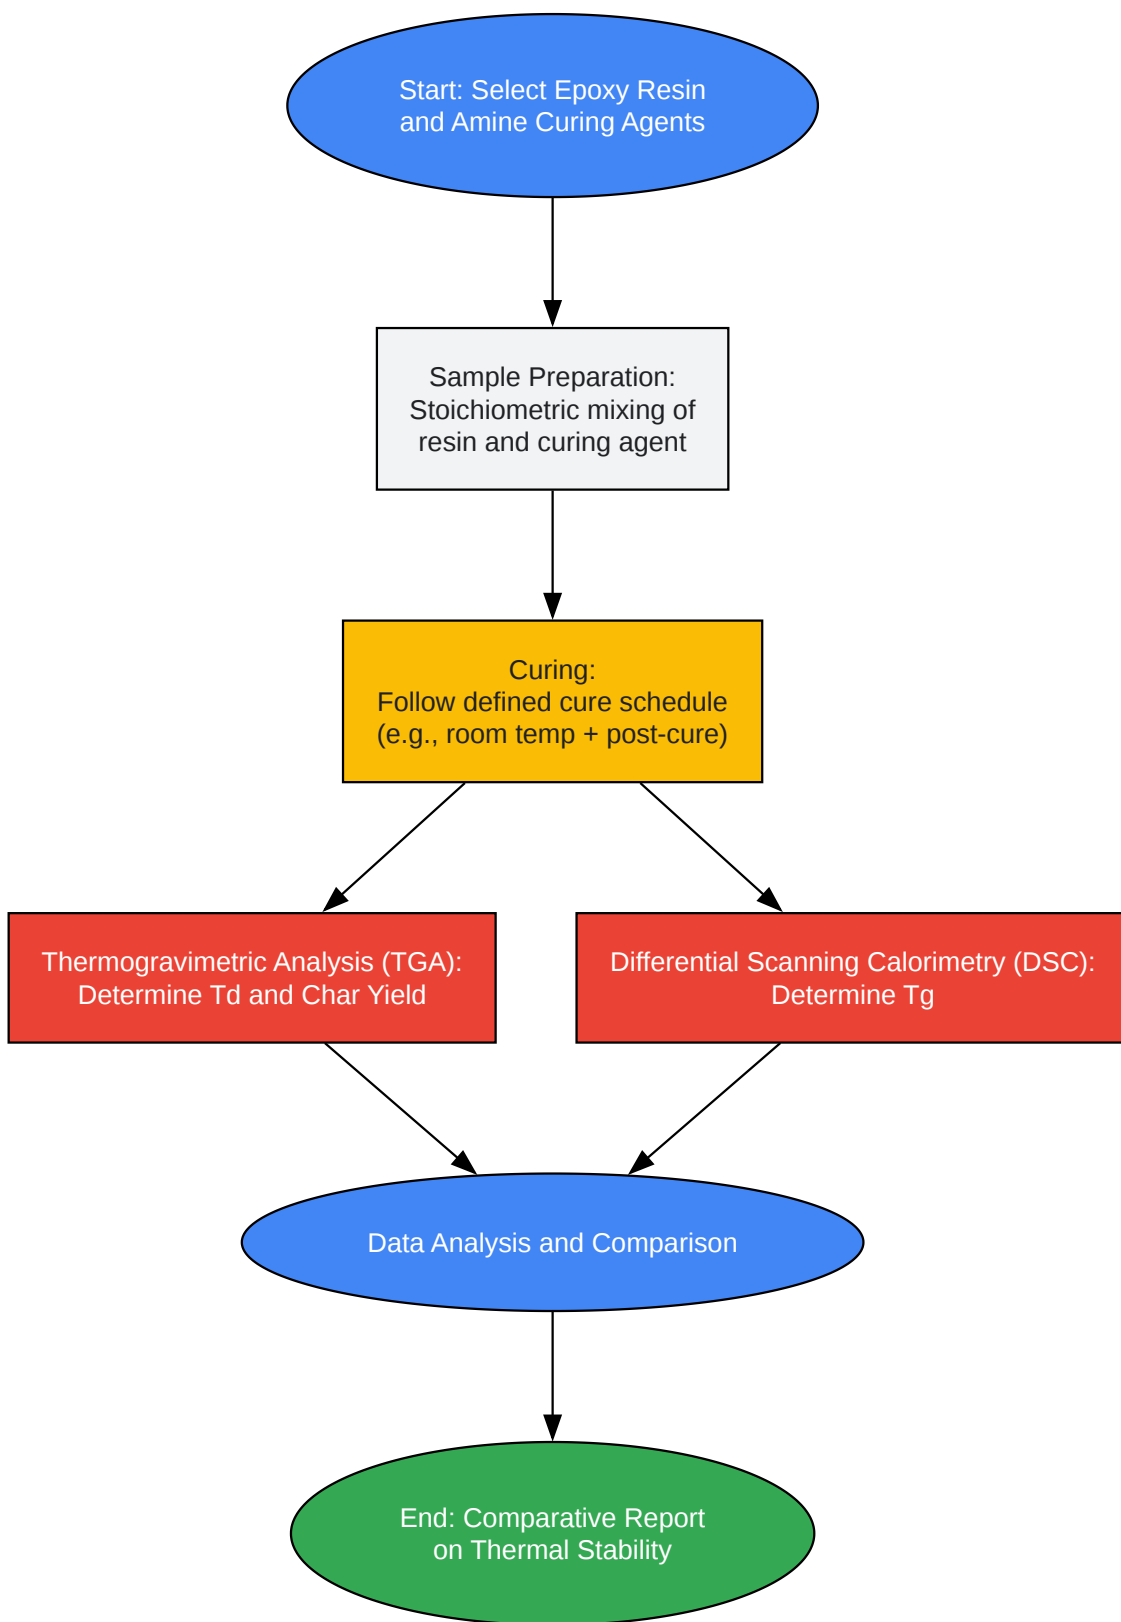 Start: Select Epoxy Resin
and Amine Curing Agents
Sample Preparation:
Stoichiometric mixing of
resin and curing agent
Curing:
Follow defined cure schedule
(e.g., room temp + post-cure)
Thermogravimetric Analysis (TGA):
Determine Td and Char Yield
Differential Scanning Calorimetry (DSC):
Determine Tg
Data Analysis and Comparison
End: Comparative Report
on Thermal Stability